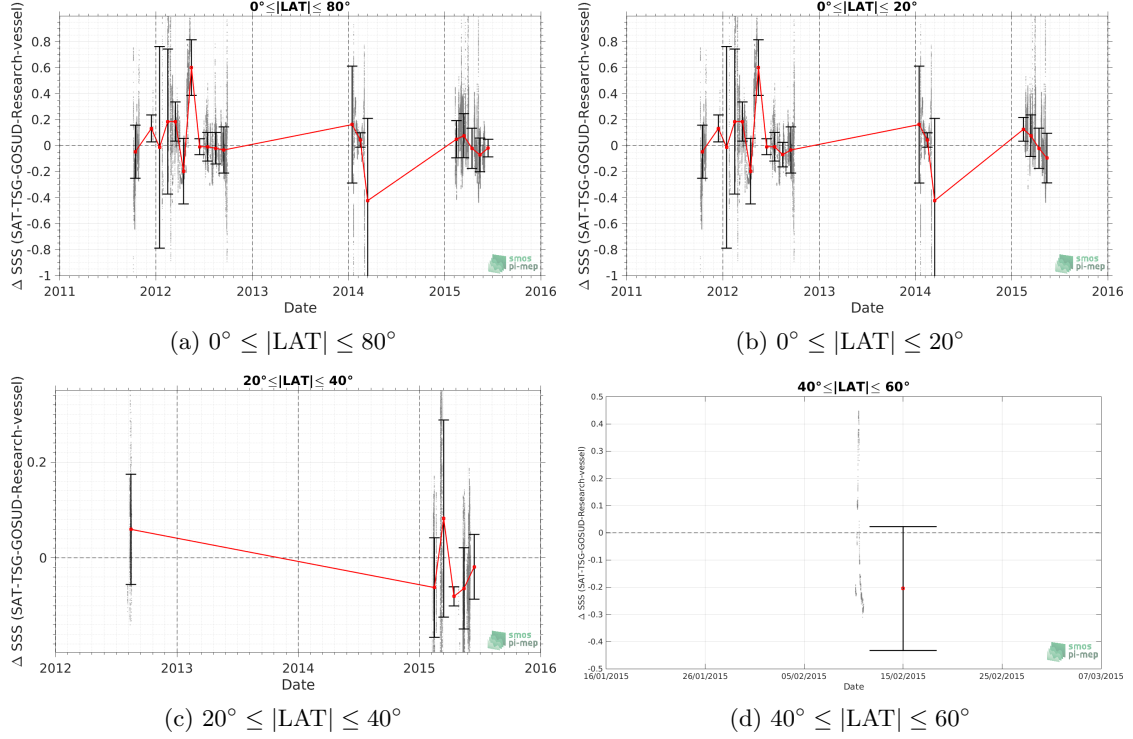 0°≤|LAT|≤ 80°
Δ SSS (SAT-TSG-GOSUD-Research-vessel)
0.8
0.6
0.4
0.2
0
-0.2
-0.4
-0.6
-0.8
-1
2011 2012 2013 2014 2015 2016
Date
smos
pi-mep
(a) 0° ≤ |LAT| ≤ 80°
0°≤|LAT|≤ 20°
Δ SSS (SAT-TSG-GOSUD-Research-vessel)
0.8
0.6
0.4
0.2
0
-0.2
-0.4
-0.6
-0.8
-1
2011 2012 2013 2014 2015 2016
Date
smos
pi-mep
(b) 0° ≤ |LAT| ≤ 20°
20°≤|LAT|≤ 40°
Δ SSS (SAT-TSG-GOSUD-Research-vessel)
0.2
0
2012 2013 2014 2015 2016
Date
smos
pi-mep
(c) 20° ≤ |LAT| ≤ 40°
40°≤|LAT|≤ 60°
Δ SSS (SAT-TSG-GOSUD-Research-vessel)
0.5
0.4
0.3
0.2
0.1
0
-0.1
-0.2
-0.3
-0.4
-0.5
16/01/2015 26/01/2015 05/02/2015 15/02/2015 25/02/2015 07/03/2015
Date
smos
pi-mep
(d) 40° ≤ |LAT| ≤ 60°